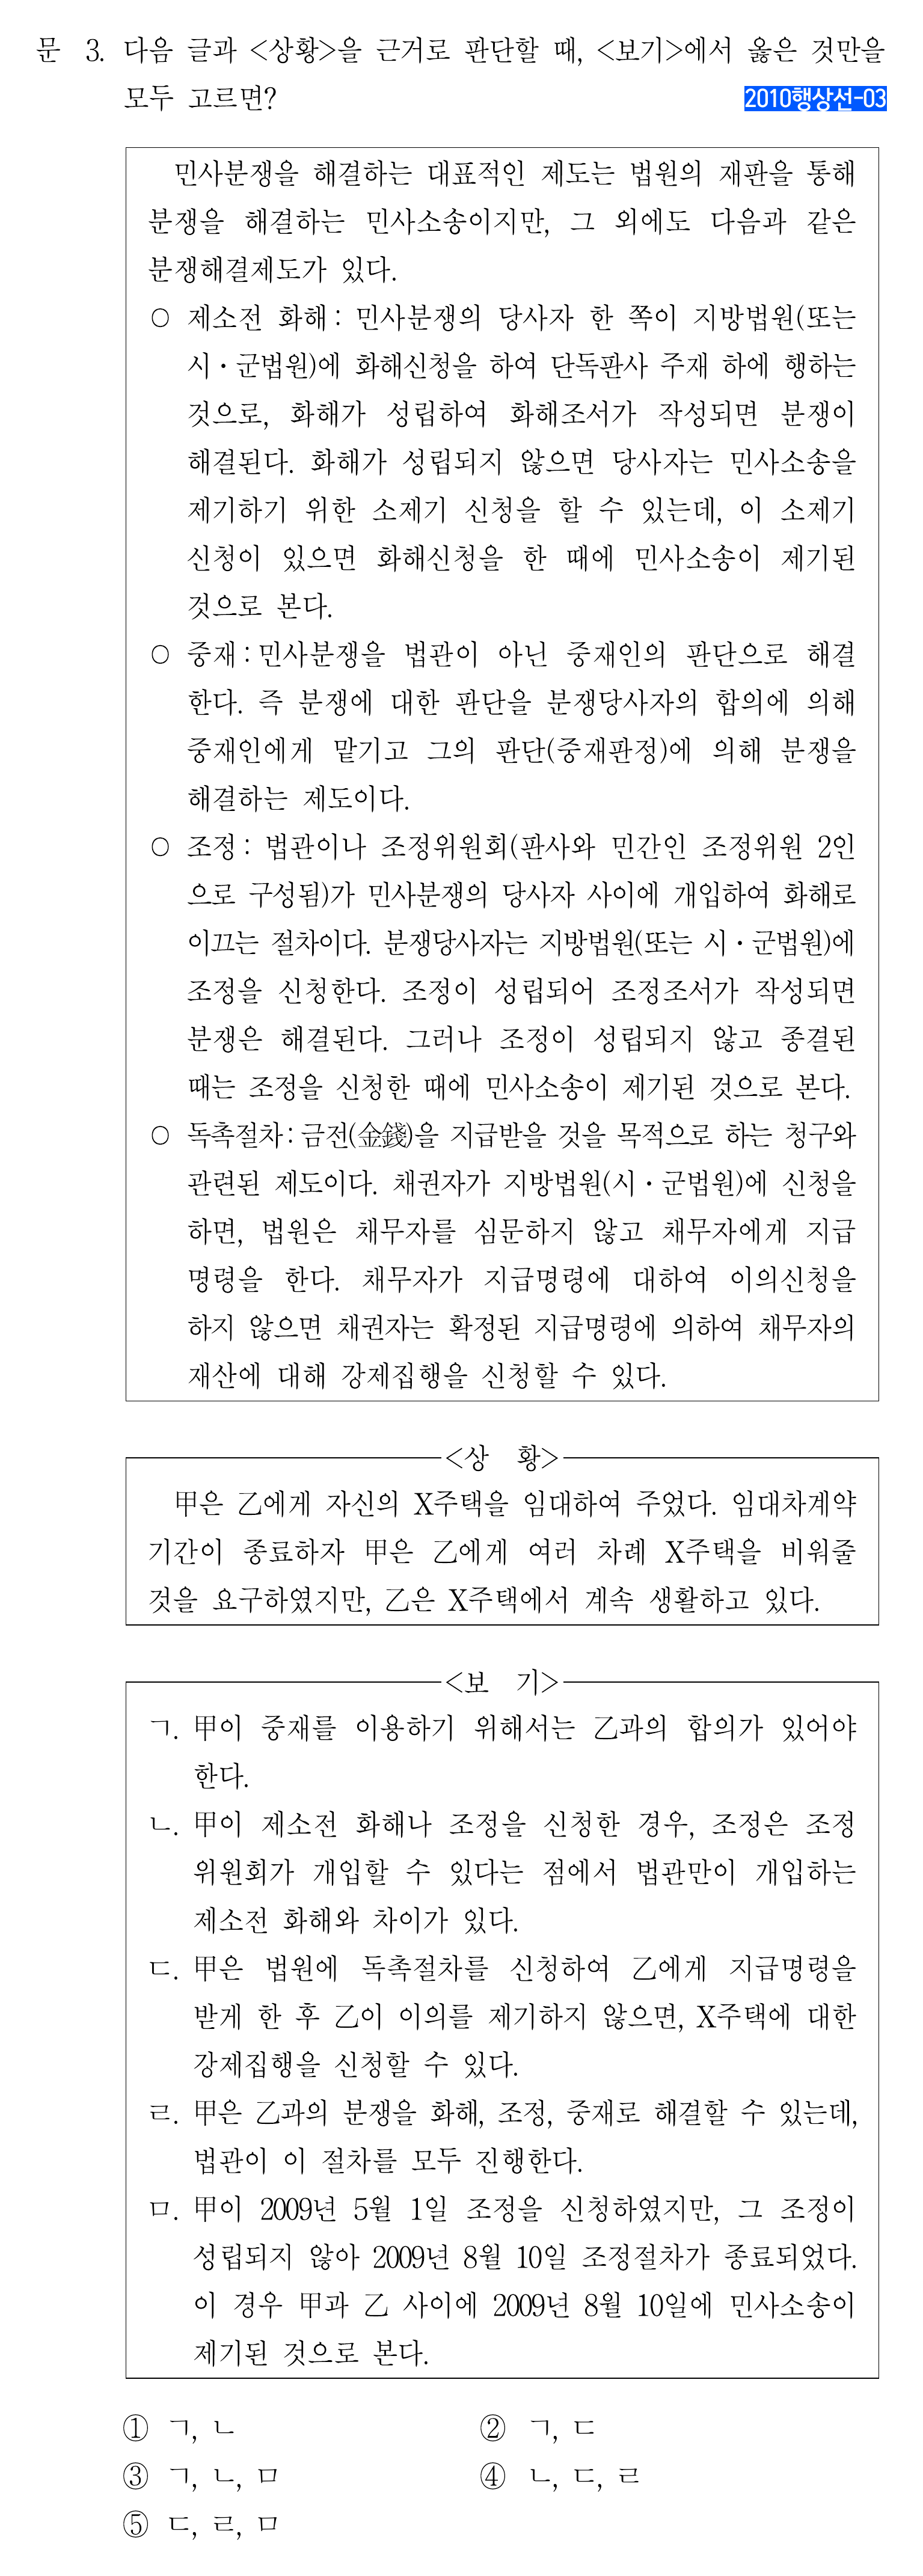 문 3. 다음 글과 <상황>을 근거로 판단할 때, <보기>에서 옳은 것만을
모두 고르면?
2010행상선-03
민사분쟁을 해결하는 대표적인 제도는 법원의 재판을 통해
분쟁을 해결하는 민사소송이지만, 그 외에도 다음과 같은
분쟁해결제도가 있다.
○ 제소전 화해 : 민사분쟁의 당사자 한 쪽이 지방법원(또는
시·군법원)에 화해신청을 하여 단독판사 주재 하에 행하는
것으로, 화해가 성립하여 화해조서가 작성되면 분쟁이
해결된다. 화해가 성립되지 않으면 당사자는 민사소송을
제기하기 위한 소제기 신청을 할 수 있는데, 이 소제기
신청이 있으면 화해신청을 한 때에 민사소송이 제기된
것으로 본다.
○ 중재 : 민사분쟁을 법관이 아닌 중재인의 판단으로 해결
한다. 즉 분쟁에 대한 판단을 분쟁당사자의 합의에 의해
중재인에게 맡기고 그의 판단(중재판정)에 의해 분쟁을
해결하는 제도이다.
○ 조정 : 법관이나 조정위원회(판사와 민간인 조정위원 2인
으로 구성됨)가 민사분쟁의 당사자 사이에 개입하여 화해로
이끄는 절차이다. 분쟁당사자는 지방법원(또는 시·군법원)에
조정을 신청한다. 조정이 성립되어 조정조서가 작성되면
분쟁은 해결된다. 그러나 조정이 성립되지 않고 종결된
때는 조정을 신청한 때에 민사소송이 제기된 것으로 본다.
○ 독촉절차 : 금전(金錢)을 지급받을 것을 목적으로 하는 청구와
관련된 제도이다. 채권자가 지방법원(시·군법원)에 신청을
하면, 법원은 채무자를 심문하지 않고 채무자에게 지급
명령을 한다. 채무자가 지급명령에 대하여 이의신청을
하지 않으면 채권자는 확정된 지급명령에 의하여 채무자의
재산에 대해 강제집행을 신청할 수 있다.
<상 황>
甲은 乙에게 자신의 X주택을 임대하여 주었다. 임대차계약
기간이 종료하자 甲은 乙에게 여러 차례 X주택을 비워줄
것을 요구하였지만, 乙은 X주택에서 계속 생활하고 있다.
<보 기>
ㄱ. 甲이 중재를 이용하기 위해서는 乙과의 합의가 있어야
한다.
ㄴ. 甲이 제소전 화해나 조정을 신청한 경우, 조정은 조정
위원회가 개입할 수 있다는 점에서 법관만이 개입하는
제소전 화해와 차이가 있다.
ㄷ. 甲은 법원에 독촉절차를 신청하여 乙에게 지급명령을
받게 한 후 乙이 이의를 제기하지 않으면, X주택에 대한
강제집행을 신청할 수 있다.
ㄹ. 甲은 乙과의 분쟁을 화해, 조정, 중재로 해결할 수 있는데,
법관이 이 절차를 모두 진행한다.
ㅁ. 甲이 2009년 5월 1일 조정을 신청하였지만, 그 조정이
성립되지 않아 2009년 8월 10일 조정절차가 종료되었다.
이 경우 甲과 乙 사이에 2009년 8월 10일에 민사소송이
제기된 것으로 본다.
① ㄱ, ㄴ ② ㄱ, ㄷ
③ ㄱ, ㄴ, ㅁ ④ ㄴ, ㄷ, ㄹ
⑤ ㄷ, ㄹ, ㅁ